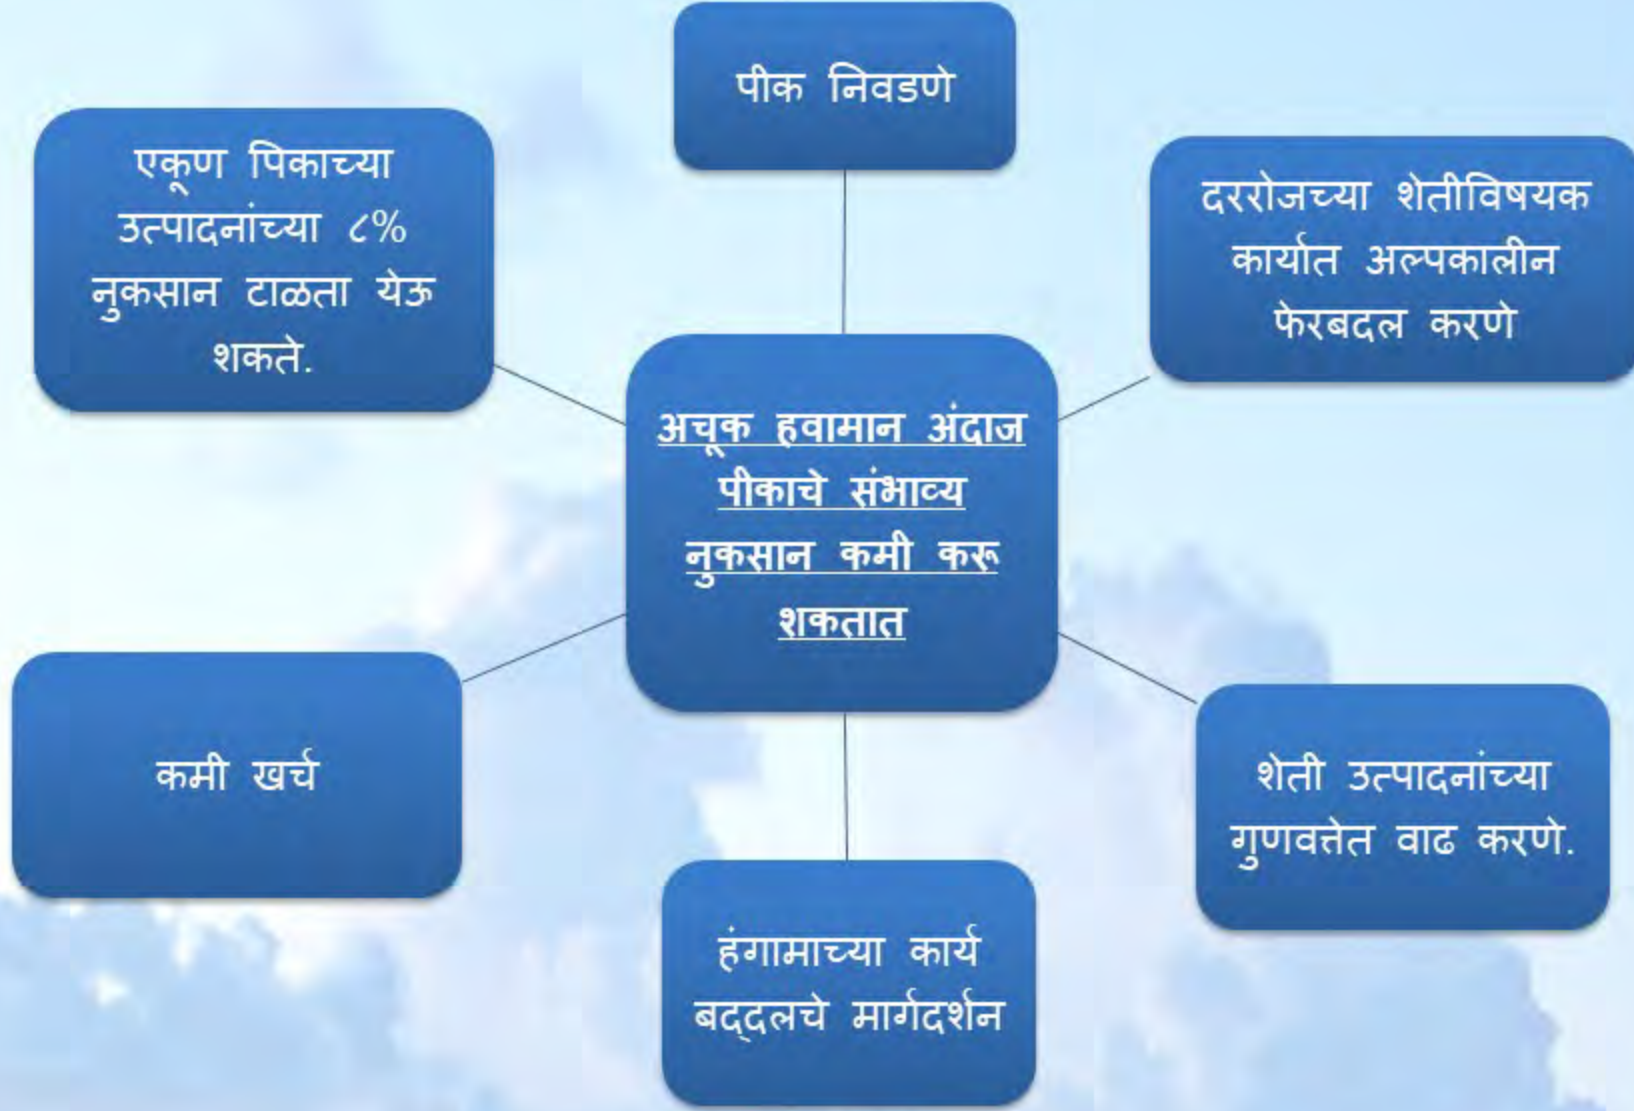 पीक निवडणे
एकूण पिकाच्या
उत्पादनांच्या ८%
नुकसान टाळता येऊ
शकते.
दररोजच्या शेतीविषयक
कार्यात अल्पकालीन
फेरबदल करणे
अचूक हवामान अंदाज
पीकाचे संभाव्य
नुकसान कमी करू
शकतात
कमी खर्च
शेती उत्पादनांच्या
गुणवत्तेत वाढ करणे.
हंगामाच्या कार्य
बद्दलचे मार्गदर्शन